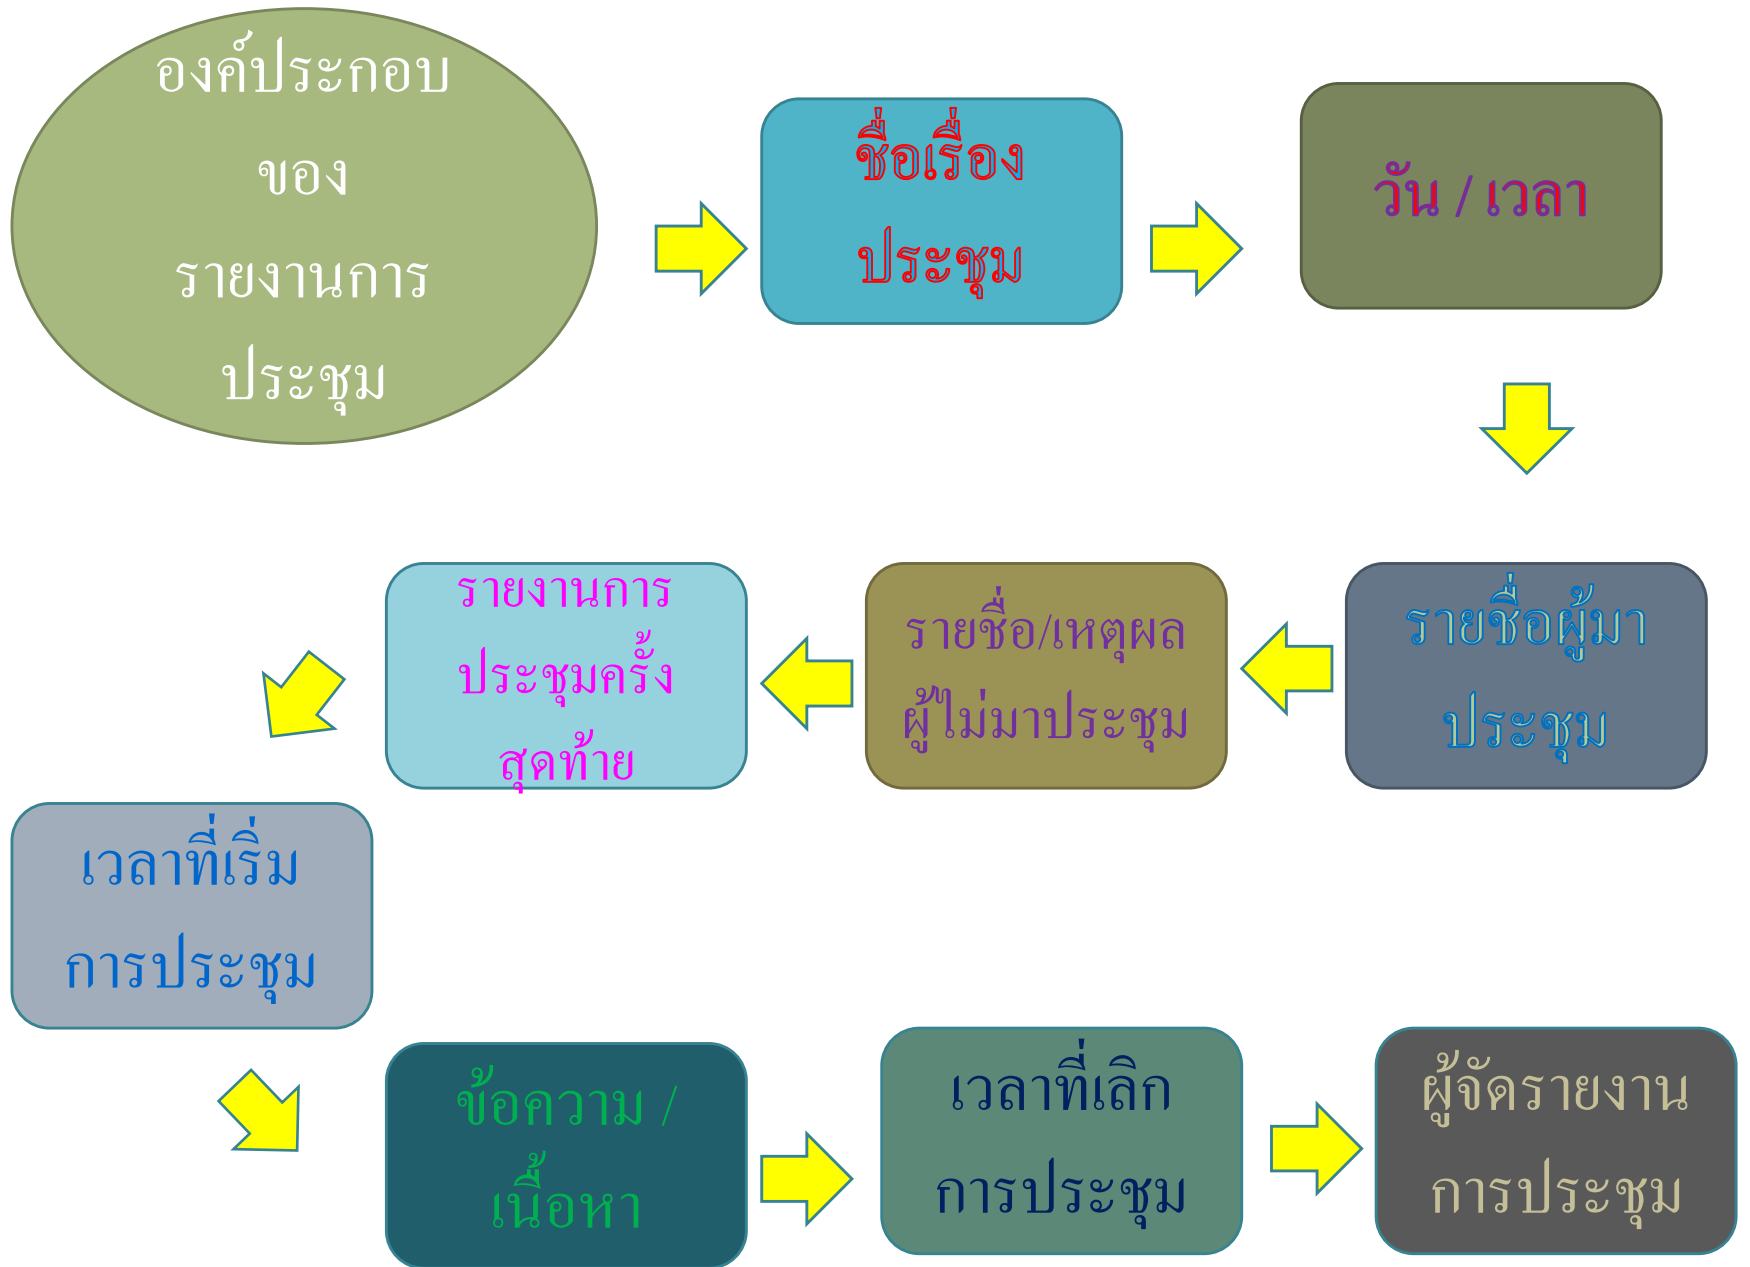 องค์ประกอบ
ของ
รายงานการ
ประชุม
ชื่อเรื่อง
ประชุม
วัน / เวลา
รายชื่อผู้มา
ประชุม
รายชื่อ/เหตุผล
ผู้ไม่มาประชุม
รายงานการ
ประชุมครั้ง
สุดท้าย
เวลาที่เริ่ม
การประชุม
ข้อความ /
เนื้อหา
เวลาที่เลิก
การประชุม
ผู้จัดรายงาน
การประชุม